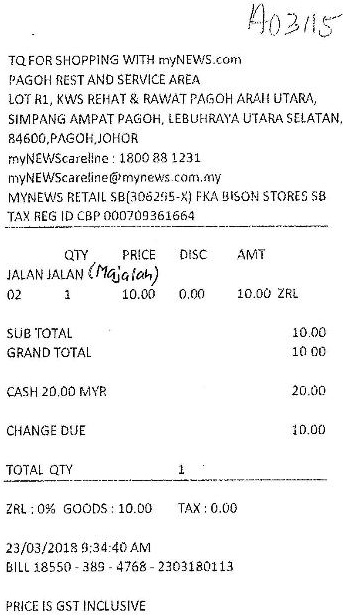 A03/15
TQ FOR SHOPPING WITH myNEWS.com
PAGOH REST AND SERVICE AREA
LOT R1, KWS REHAT & RAWAT PAGOH ARAH UTARA,
SIMPANG AMPAT PAGOH, LEBUHRAYA UTARA SELATAN,
84600,PAGOH,JOHOR
myNEWScareline : 1800 88 1231
myNEWScareline@mynews.com.my
MYNEWS RETAIL SB(306295-X) FKA BISON STORES SB
TAX REG ID CBP 000709361664
QTY PRICE DISC AMT
JALAN JALAN (Majalah)
02 1 10.00 0.00 10.00 ZRL
SUB TOTAL 10.00
GRAND TOTAL 10.00
CASH 20.00 MYR 20.00
CHANGE DUE 10.00
TOTAL QTY 1
ZRL : 0% GOODS : 10.00 TAX : 0.00
23/03/2018 9:34:40 AM
BILL 18550 - 389 - 4768 - 2303180113
PRICE IS GST INCLUSIVE